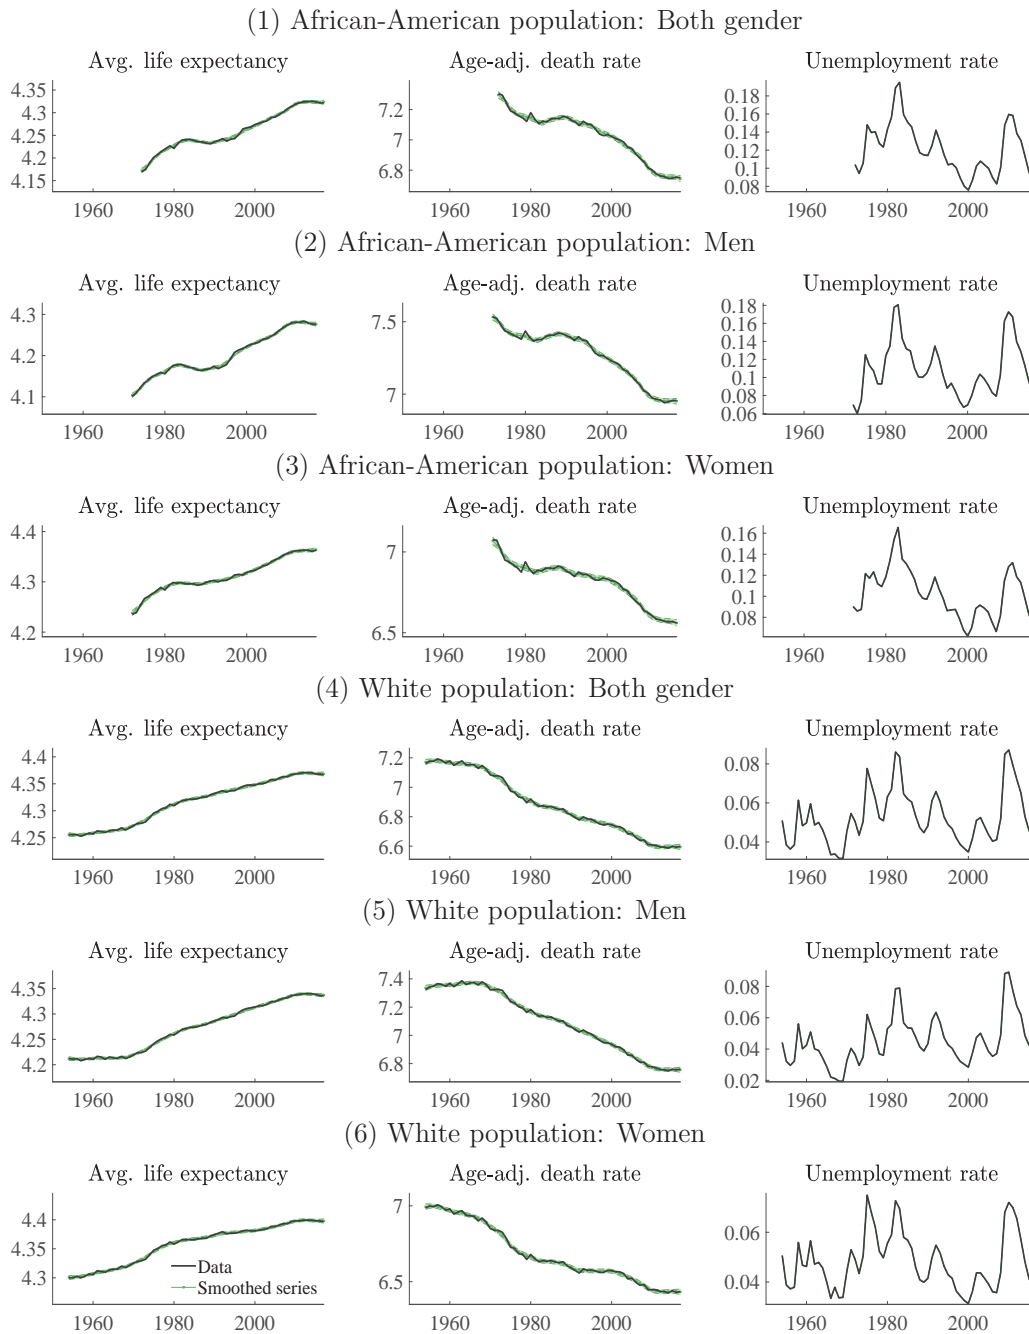 (1) African-American population: Both gender
Avg. life expectancy
Age-adj. death rate
Unemployment rate
4.35
4.3
4.25
4.2
4.15
1960 1980 2000
7.2
7
6.8
1960 1980 2000
0.18
0.16
0.14
0.12
0.1
0.08
1960 1980 2000
(2) African-American population: Men
Avg. life expectancy
Age-adj. death rate
Unemployment rate
4.3
4.2
4.1
1960 1980 2000
7.5
7
1960 1980 2000
0.18
0.16
0.14
0.12
0.1
0.08
0.06
1960 1980 2000
(3) African-American population: Women
Avg. life expectancy
Age-adj. death rate
Unemployment rate
4.4
4.3
4.2
1960 1980 2000
7
6.5
1960 1980 2000
0.16
0.14
0.12
0.1
0.08
1960 1980 2000
(4) White population: Both gender
Avg. life expectancy
Age-adj. death rate
Unemployment rate
4.4
4.35
4.3
4.25
1960 1980 2000
7.2
7
6.8
6.6
1960 1980 2000
0.08
0.06
0.04
1960 1980 2000
(5) White population: Men
Avg. life expectancy
Age-adj. death rate
Unemployment rate
4.35
4.3
4.25
4.2
1960 1980 2000
7.4
7.2
7
6.8
1960 1980 2000
0.08
0.06
0.04
0.02
1960 1980 2000
(6) White population: Women
Avg. life expectancy
Age-adj. death rate
Unemployment rate
4.4
4.35
4.3
Data
Smoothed series
1960 1980 2000
7
6.5
1960 1980 2000
0.06
0.04
1960 1980 2000